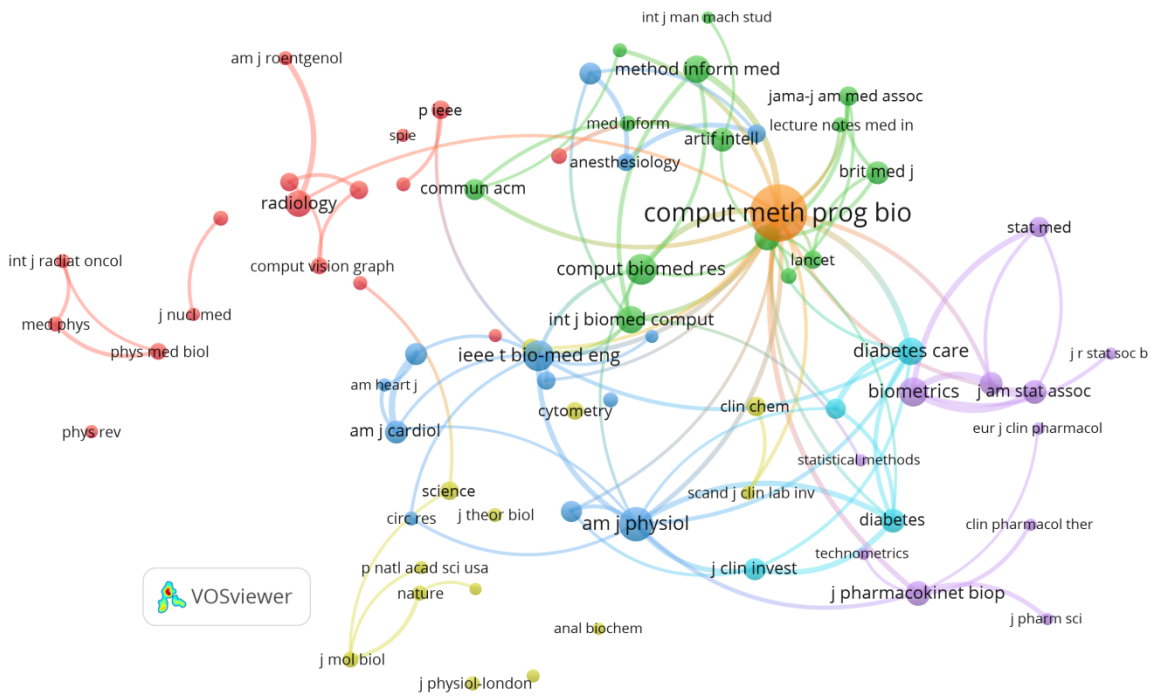 int j man mach stud
am j roentgenol
method inform med
jama-j am med assoc
p ieee
med inform
lecture notes med in
spie
artif intell
anesthesiology
brit med j
commun acm
radiology
comput meth prog bio
stat med
int j radiat oncol
comput vision graph
comput biomed res
lancet
j nucl med
int j biomed comput
med phys
phys med biol
ieee t bio-med eng
diabetes care
j r stat soc b
am heart j
biometrics
j am stat assoc
cytometry
clin chem
phys rev
am j cardiol
eur j clin pharmacol
statistical methods
science
scand j clin lab inv
j theor biol
circ res
am j physiol
diabetes
clin pharmacol ther
technometrics
p natl acad sci usa
j clin invest
nature
j pharmacokinet biop
VOSviewer
j pharm sci
anal biochem
j mol biol
j physiol-london